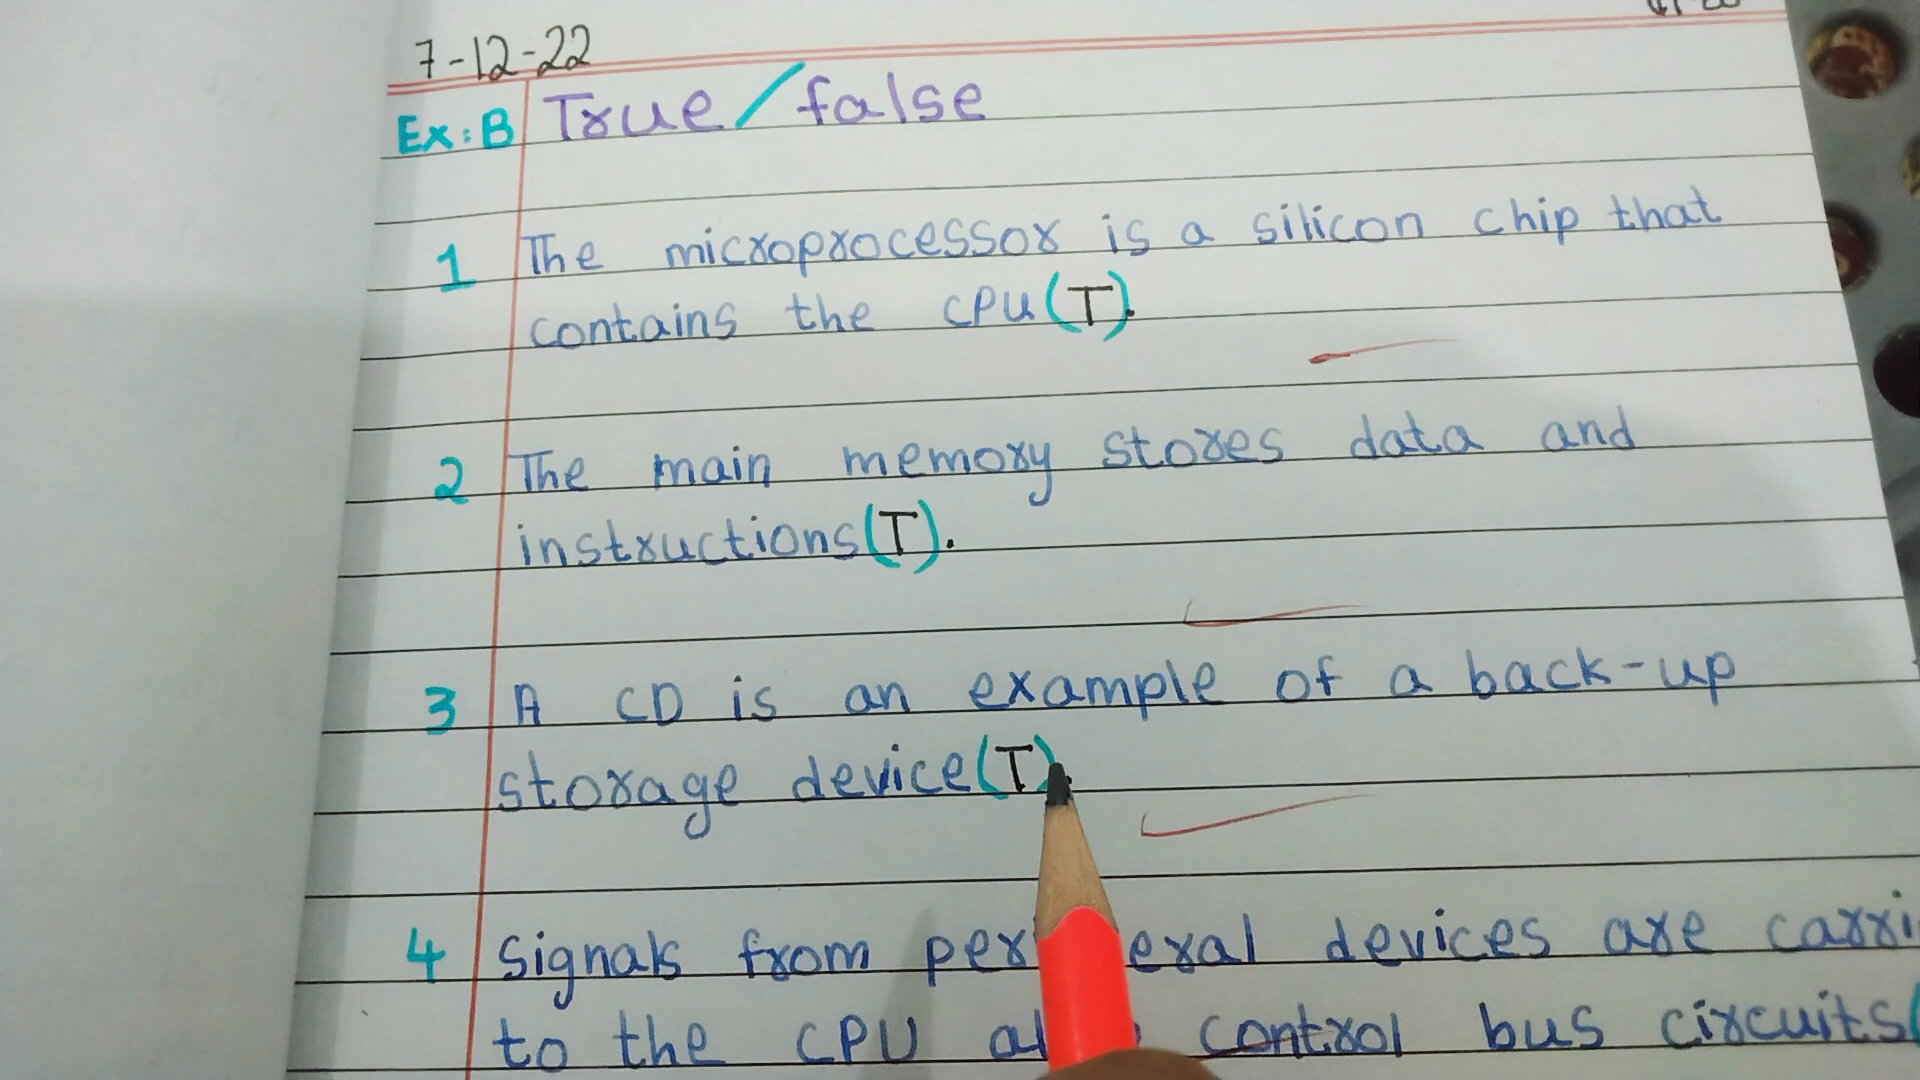 7-12-22
Ex:B True/false
1 The microprocessor is a silicon chip that
contains the CPU(T).
2 The main memory stores data and
instructions(T).
3 A CD is an example of a back-up
storage device(T).
4 Signals from devices are
to the CPU control bus circuits(